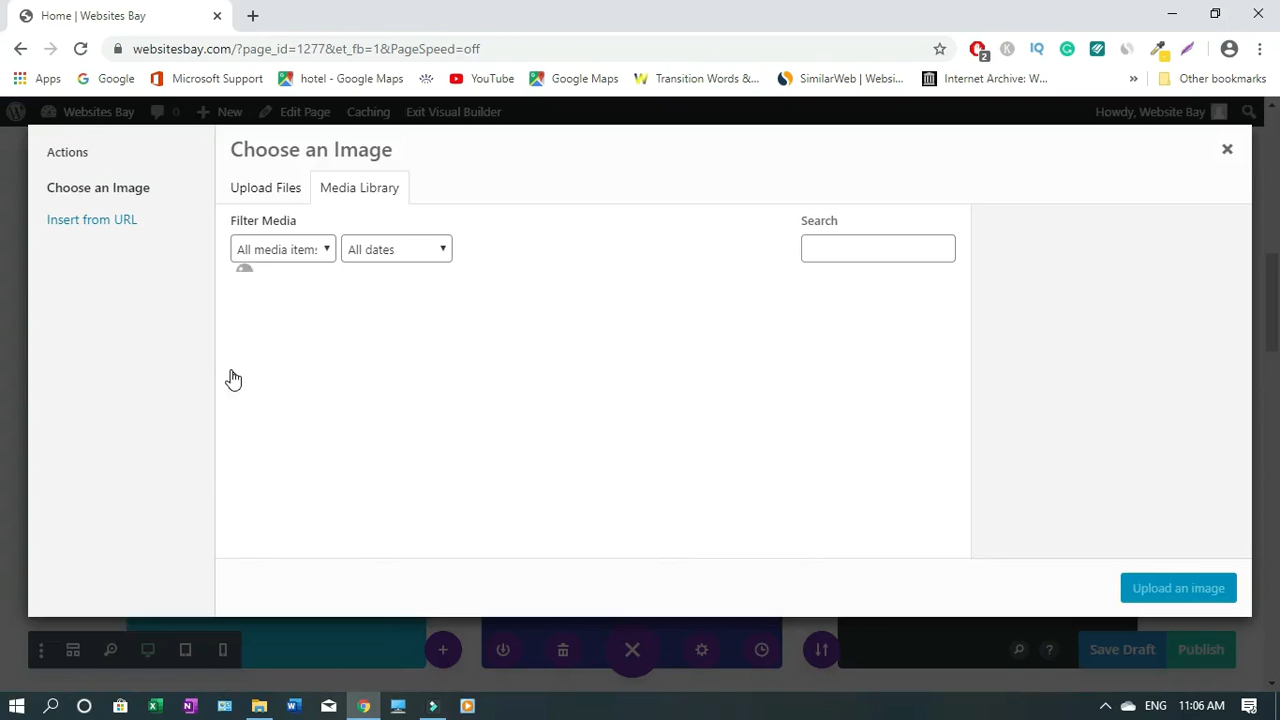 Home | Websites Bay
websitesbay.com/?page_id=1277&et_fb=1&PageSpeed=off
2
Apps
Google
Microsoft Support
hotel - Google Maps
YouTube
Google Maps
Transition Words &...
SimilarWeb | Websi...
Internet Archive: W...
»
Other bookmarks
Websites Bay
0
New
Edit Page
Caching
Exit Visual Builder
Howdy, Website Bay
Actions
Choose an Image
Insert from URL
Choose an Image
Upload Files
Media Library
Filter Media
All media items
All dates
Search
Upload an image
Save Draft
Publish
ENG
11:06 AM